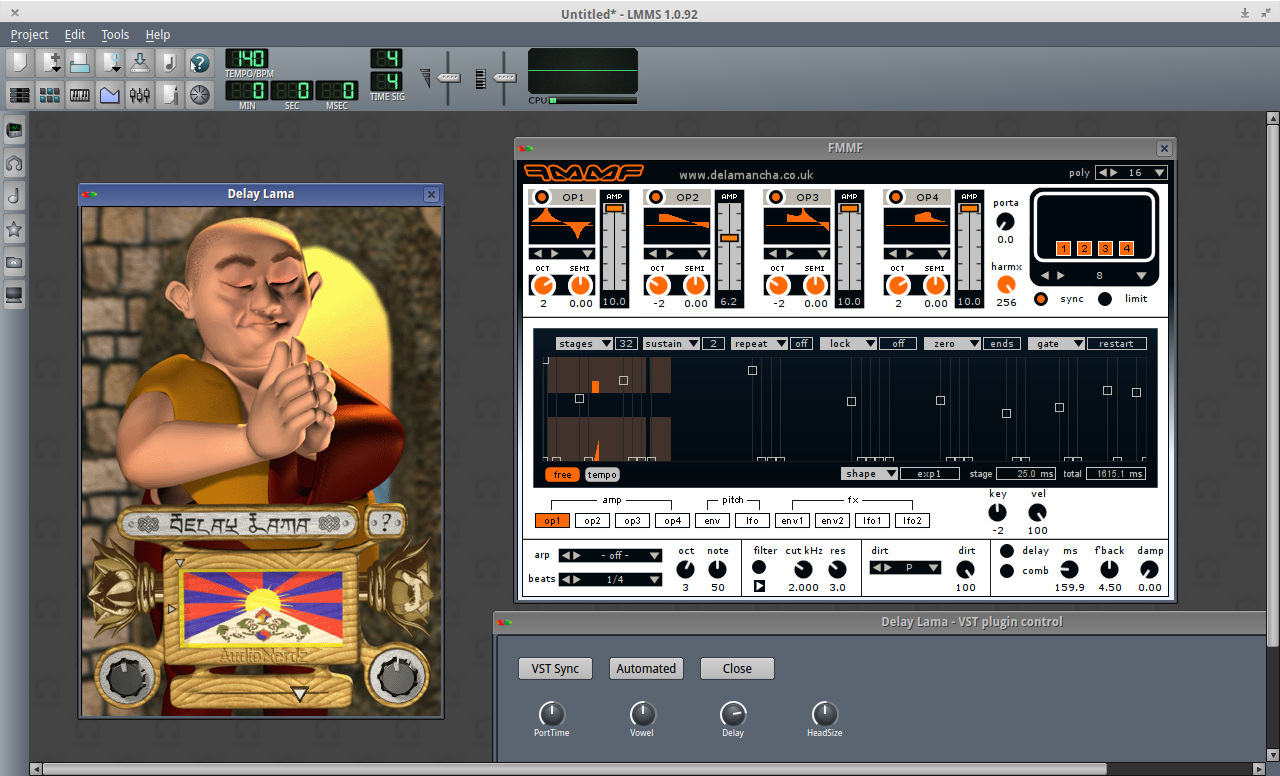 Untitled* - LMMS 1.0.92
Project Edit Tools Help
140
TEMPO/BPM
0 0 0
MIN SEC MSEC
4
4
TIME SIG
CPU
Delay Lama
DELAY LAMA ?
AudioNerdz
FMMF
FMMF www.delamancha.co.uk poly 16
OP1 AMP OP2 AMP OP3 AMP OP4 AMP porta
0.0
OCT SEMI OCT SEMI OCT SEMI OCT SEMI harmx
2 0.00 10.0 -2 0.00 6.2 -2 0.00 10.0 2 0.00 10.0 256
1 2 3 4
8
sync limit
stages 32 sustain 2 repeat off lock off zero ends gate restart
free tempo shape exp1 stage 25.0 ms total 1615.1 ms
amp pitch fx key vel
op1 op2 op3 op4 env lfo env1 env2 lfo1 lfo2 -2 100
arp - off - oct note filter cut kHz res dirt dirt delay ms f'back damp
beats 1/4 3 50 2.000 3.0 P 100 comb 159.9 4.50 0.00
Delay Lama - VST plugin control
VST Sync Automated Close
PortTime Vowel Delay HeadSize